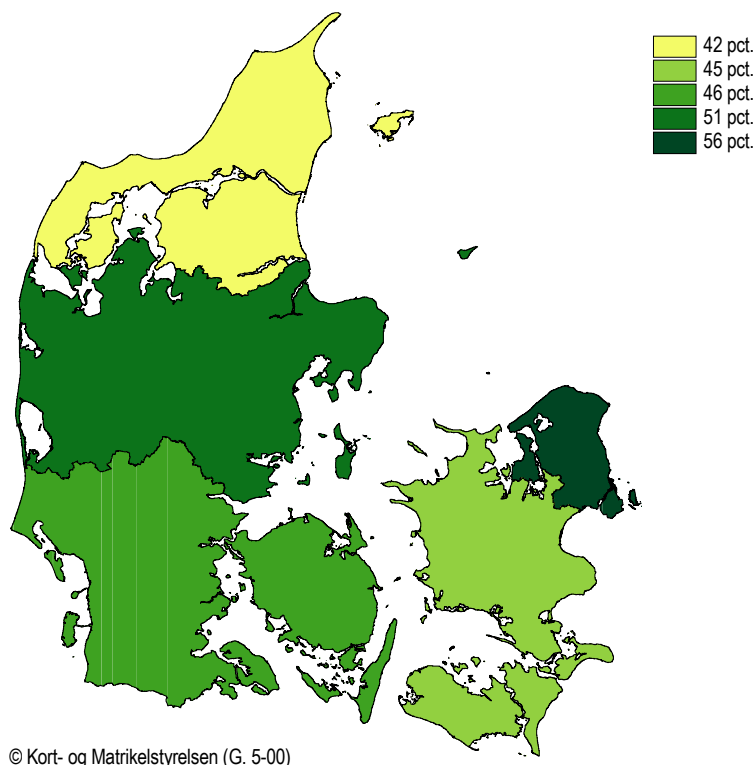 42 pct.
45 pct.
46 pct.
51 pct.
56 pct.
© Kort- og Matrikelstyrelsen (G. 5-00)